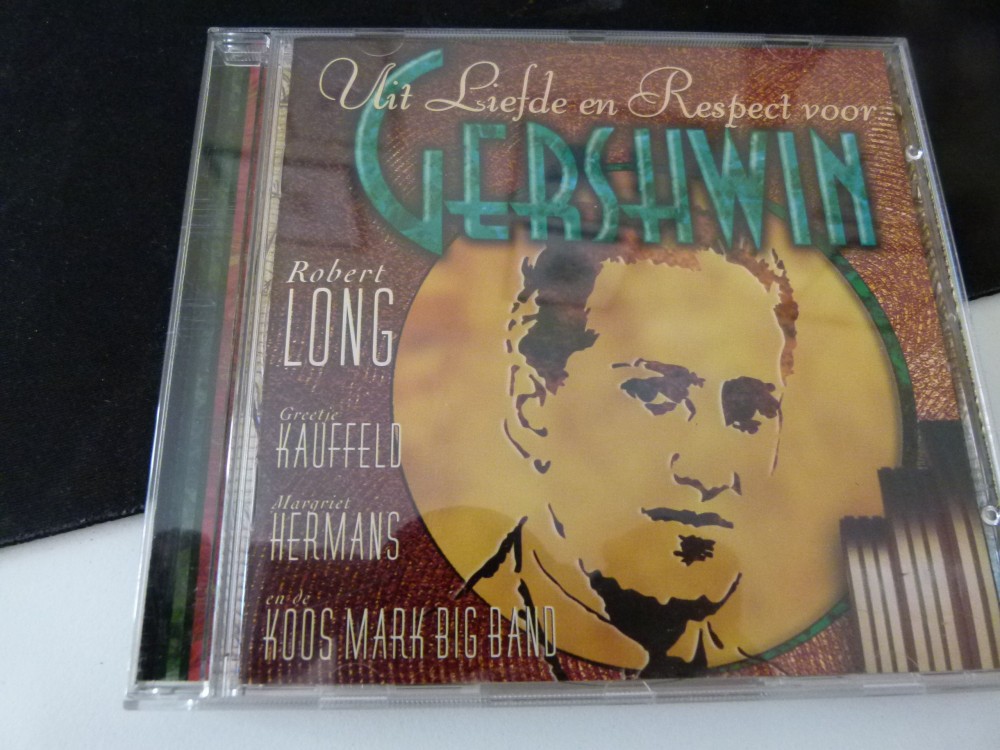 Uit Liefde en Respect voor
GERSHWIN
Robert
LONG
Greetje
KAUFFELD
Margriet
HERMANS
en de
KOOS MARK BIG BAND